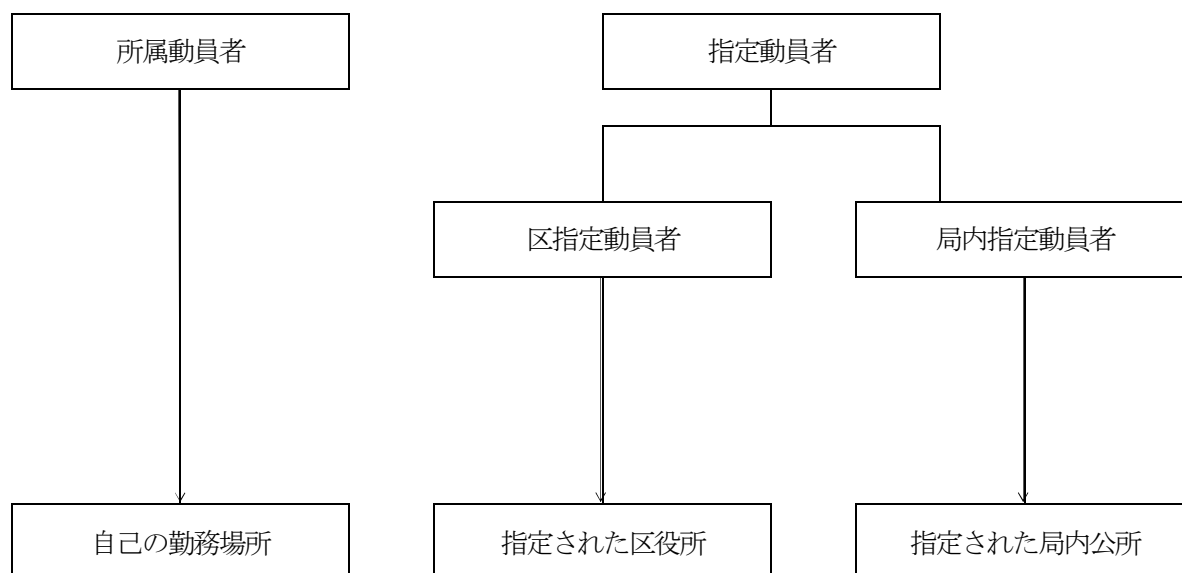 所属動員者
指定動員者
区指定動員者
局内指定動員者
自己の勤務場所
指定された区役所
指定された局内公所